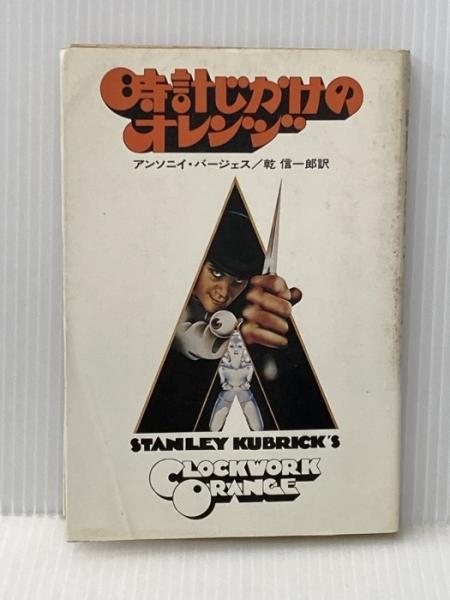 時計じかけの
オレンジ
アンソニイ・バージェス／乾 信一郎訳
STANLEY KUBRICK'S
CLOCKWORK
ORANGE